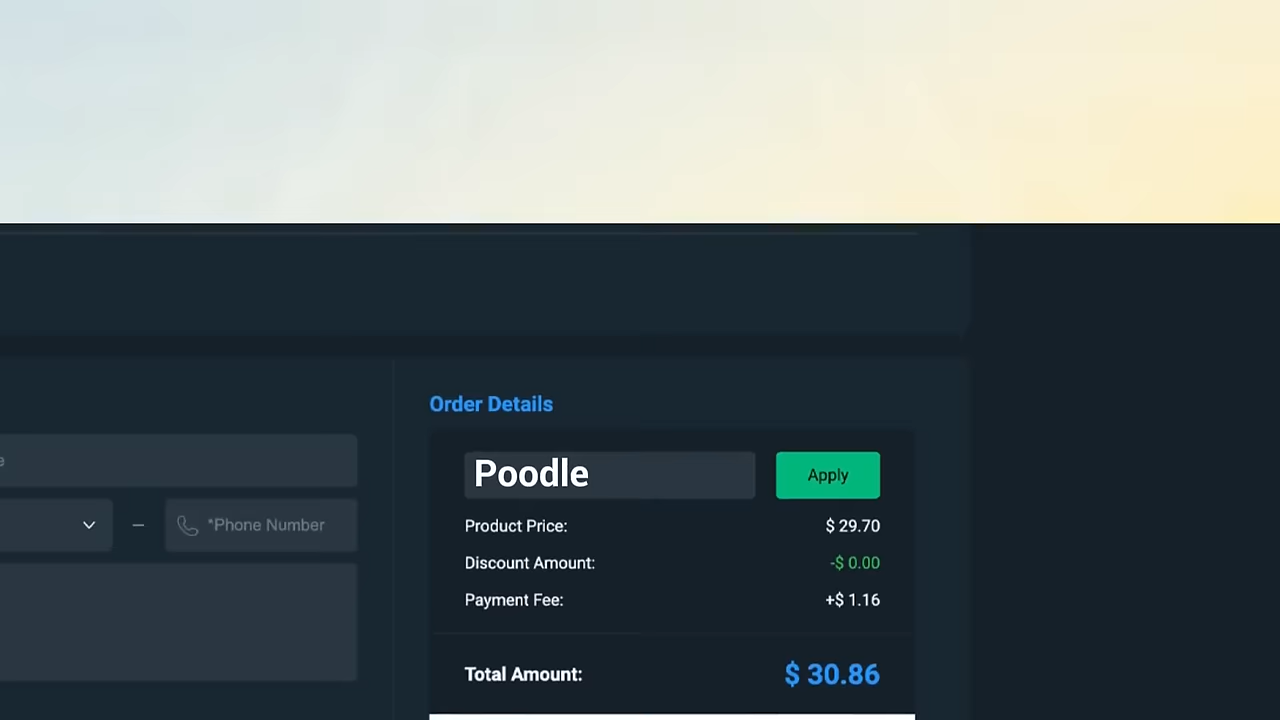 Order Details
Poodle
Apply
e
*Phone Number
Product Price: $ 29.70
Discount Amount: -$ 0.00
Payment Fee: +$ 1.16
Total Amount: $ 30.86